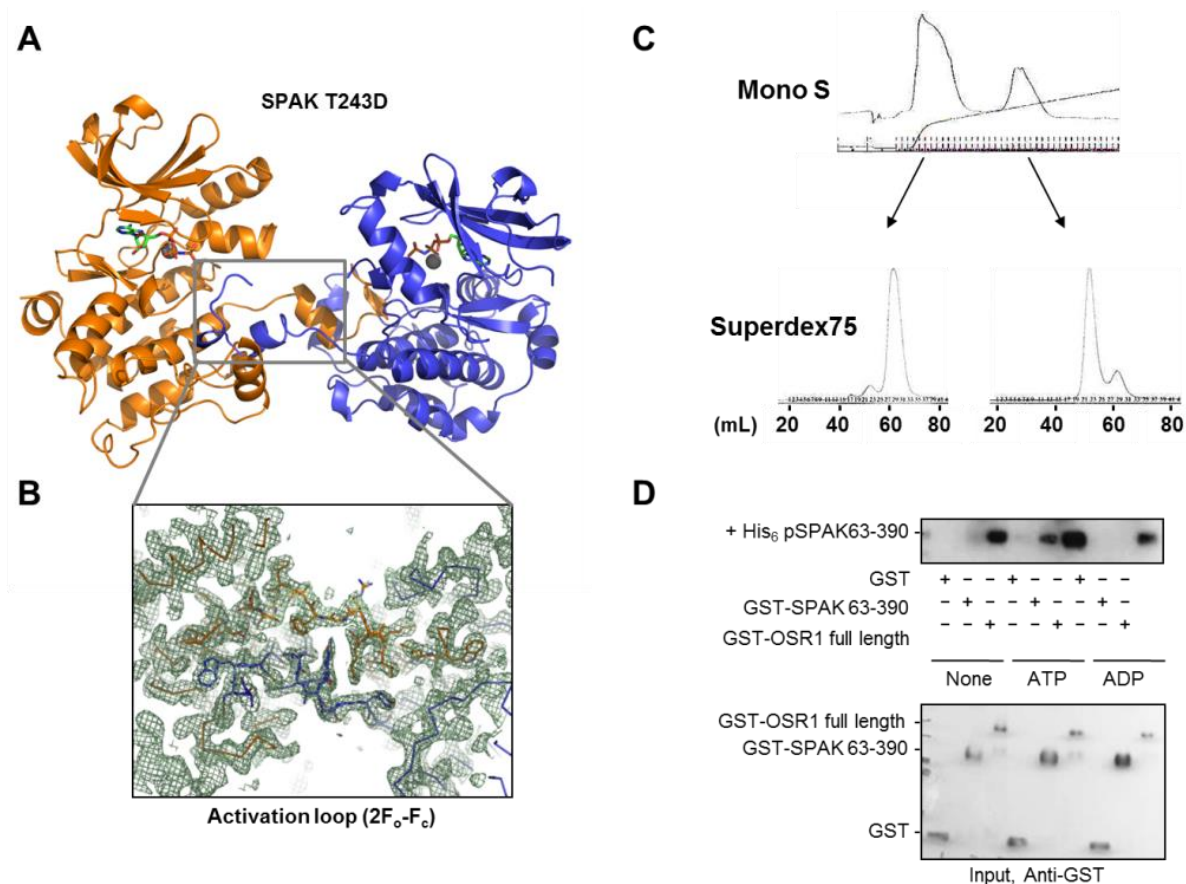 A
SPAK T243D
B
Activation loop (2Fo-Fc)
C
Mono S
Superdex75
(mL) 20 40 60 80 20 40 60 80
D
+ His6 pSPAK63-390 -
GST + – – + – – + – –
GST-SPAK 63-390
GST-OSR1 full length
None ATP ADP
GST-OSR1 full length -
GST-SPAK 63-390 -
GST -
Input, Anti-GST